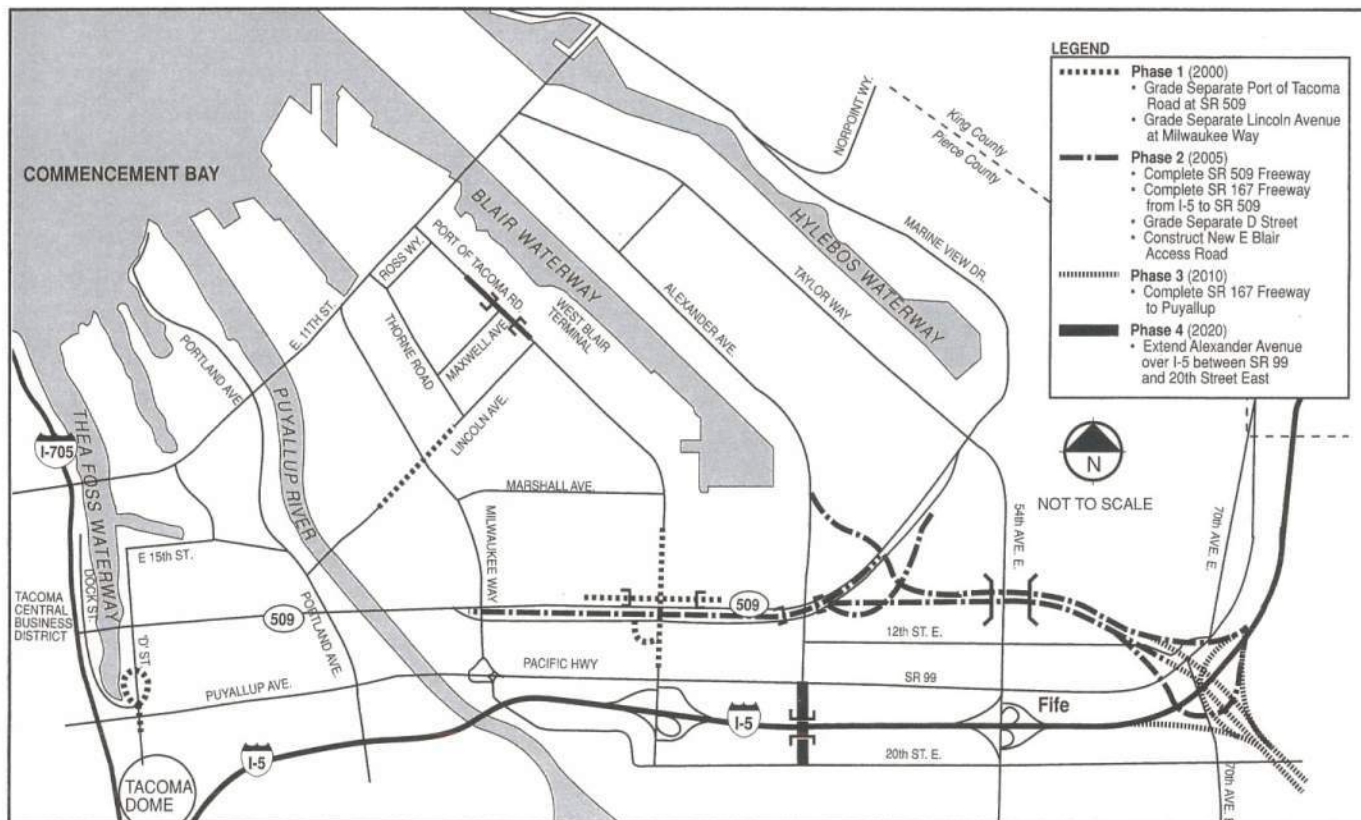 LEGEND
Phase 1 (2000)
• Grade Separate Port of Tacoma
Road at SR 509
• Grade Separate Lincoln Avenue
at Milwaukee Way
Phase 2 (2005)
• Complete SR 509 Freeway
• Complete SR 167 Freeway
from I-5 to SR 509
• Grade Separate D Street
• Construct New E Blair
Access Road
Phase 3 (2010)
• Complete SR 167 Freeway
to Puyallup
Phase 4 (2020)
• Extend Alexander Avenue
over I-5 between SR 99
and 20th Street East
NORPOINT WY.
King County
Pierce County
COMMENCEMENT BAY
BLAIR WATERWAY
HYLEBOS WATERWAY
MARINE VIEW DR.
TAYLOR WAY
ALEXANDER AVE.
ROSS WY.
PORT OF TACOMA RD.
WEST BLAIR
TERMINAL
E. 11TH ST.
THORNE ROAD
MAXWELL AVE.
LINCOLN AVE.
PORTLAND AVE
PUYALLUP RIVER
THEA FOSS WATERWAY
I-705
N
NOT TO SCALE
MARSHALL AVE.
MILWAUKEE WAY
54th AVE. E.
70th AVE. E.
E 15th ST.
DOCK ST.
TACOMA
CENTRAL
BUSINESS
DISTRICT
509
'D' ST.
PORTLAND AVE.
509
12th ST. E.
PUYALLUP AVE.
PACIFIC HWY
SR 99
Fife
I-5
I-5
20th ST. E.
70th AVE. E
TACOMA
DOME